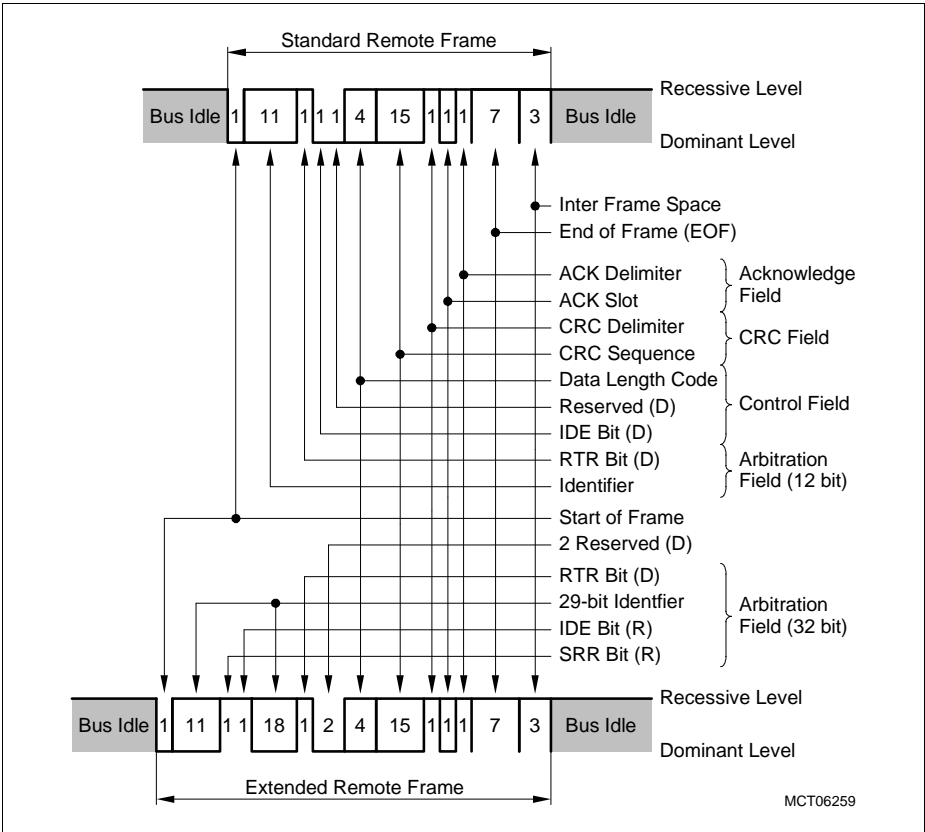 Standard Remote Frame
Recessive Level
Bus Idle 1 11 1 1 1 4 15 1 1 1 7 3 Bus Idle
Dominant Level
Inter Frame Space
End of Frame (EOF)
ACK Delimiter
Acknowledge
Field
ACK Slot
CRC Delimiter
CRC Field
CRC Sequence
Data Length Code
Reserved (D)
Control Field
IDE Bit (D)
RTR Bit (D)
Arbitration
Field (12 bit)
Identifier
Start of Frame
2 Reserved (D)
RTR Bit (D)
29-bit Identfier
Arbitration
Field (32 bit)
IDE Bit (R)
SRR Bit (R)
Recessive Level
Bus Idle 1 11 1 1 18 1 2 4 15 1 1 1 7 3 Bus Idle
Dominant Level
Extended Remote Frame
MCT06259